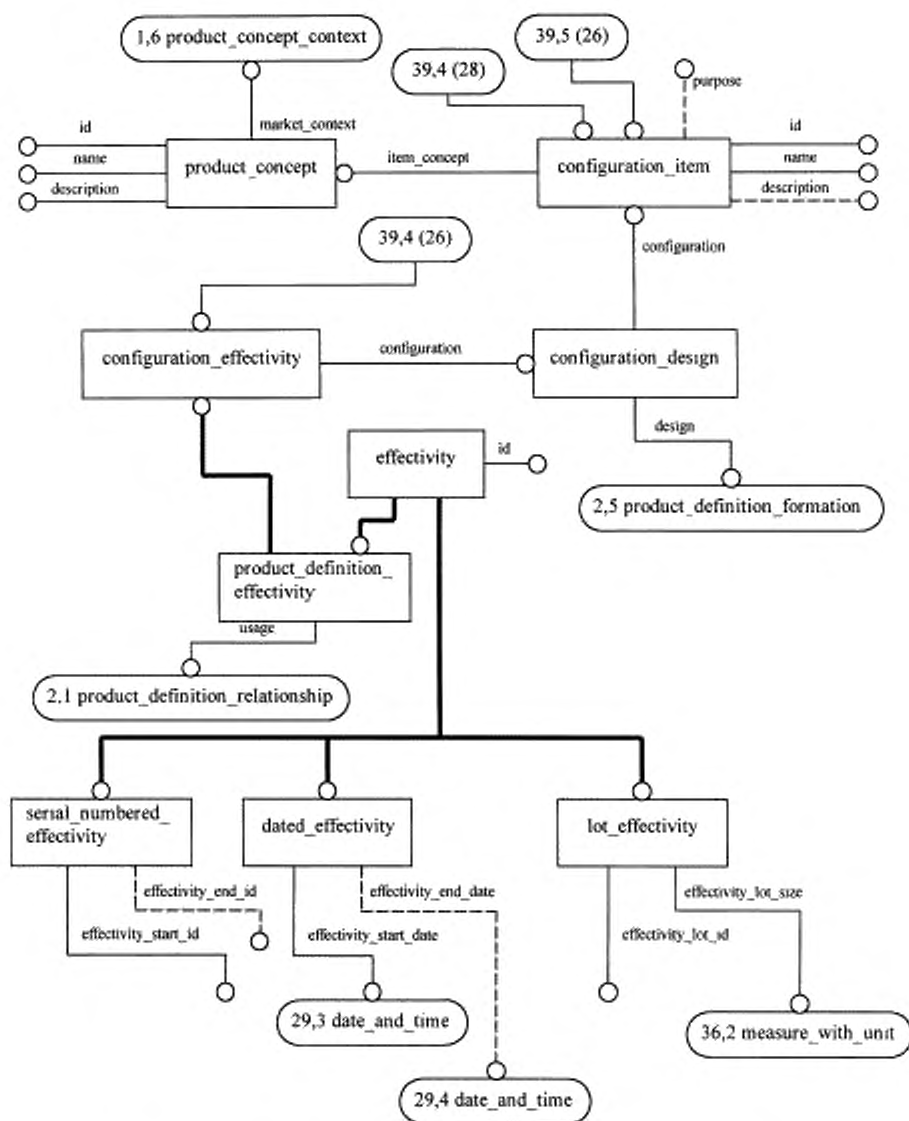 1,6 product_concept_context
39,5 (26)
39,4 (28)
purpose
id
market_context
id
name
product_concept
item_concept
configuration_item
name
description
description
39,4 (26)
configuration
configuration_effectivity
configuration
configuration_design
design
effectivity
id
2,5 product_definition_formation
product_definition_
effectivity
usage
2,1 product_definition_relationship
serial_numbered_
effectivity
dated_effectivity
lot_effectivity
effectivity_end_id
effectivity_end_date
effectivity_lot_size
effectivity_start_id
effectivity_start_date
effectivity_lot_id
29,3 date_and_time
36,2 measure_with_unit
29,4 date_and_time